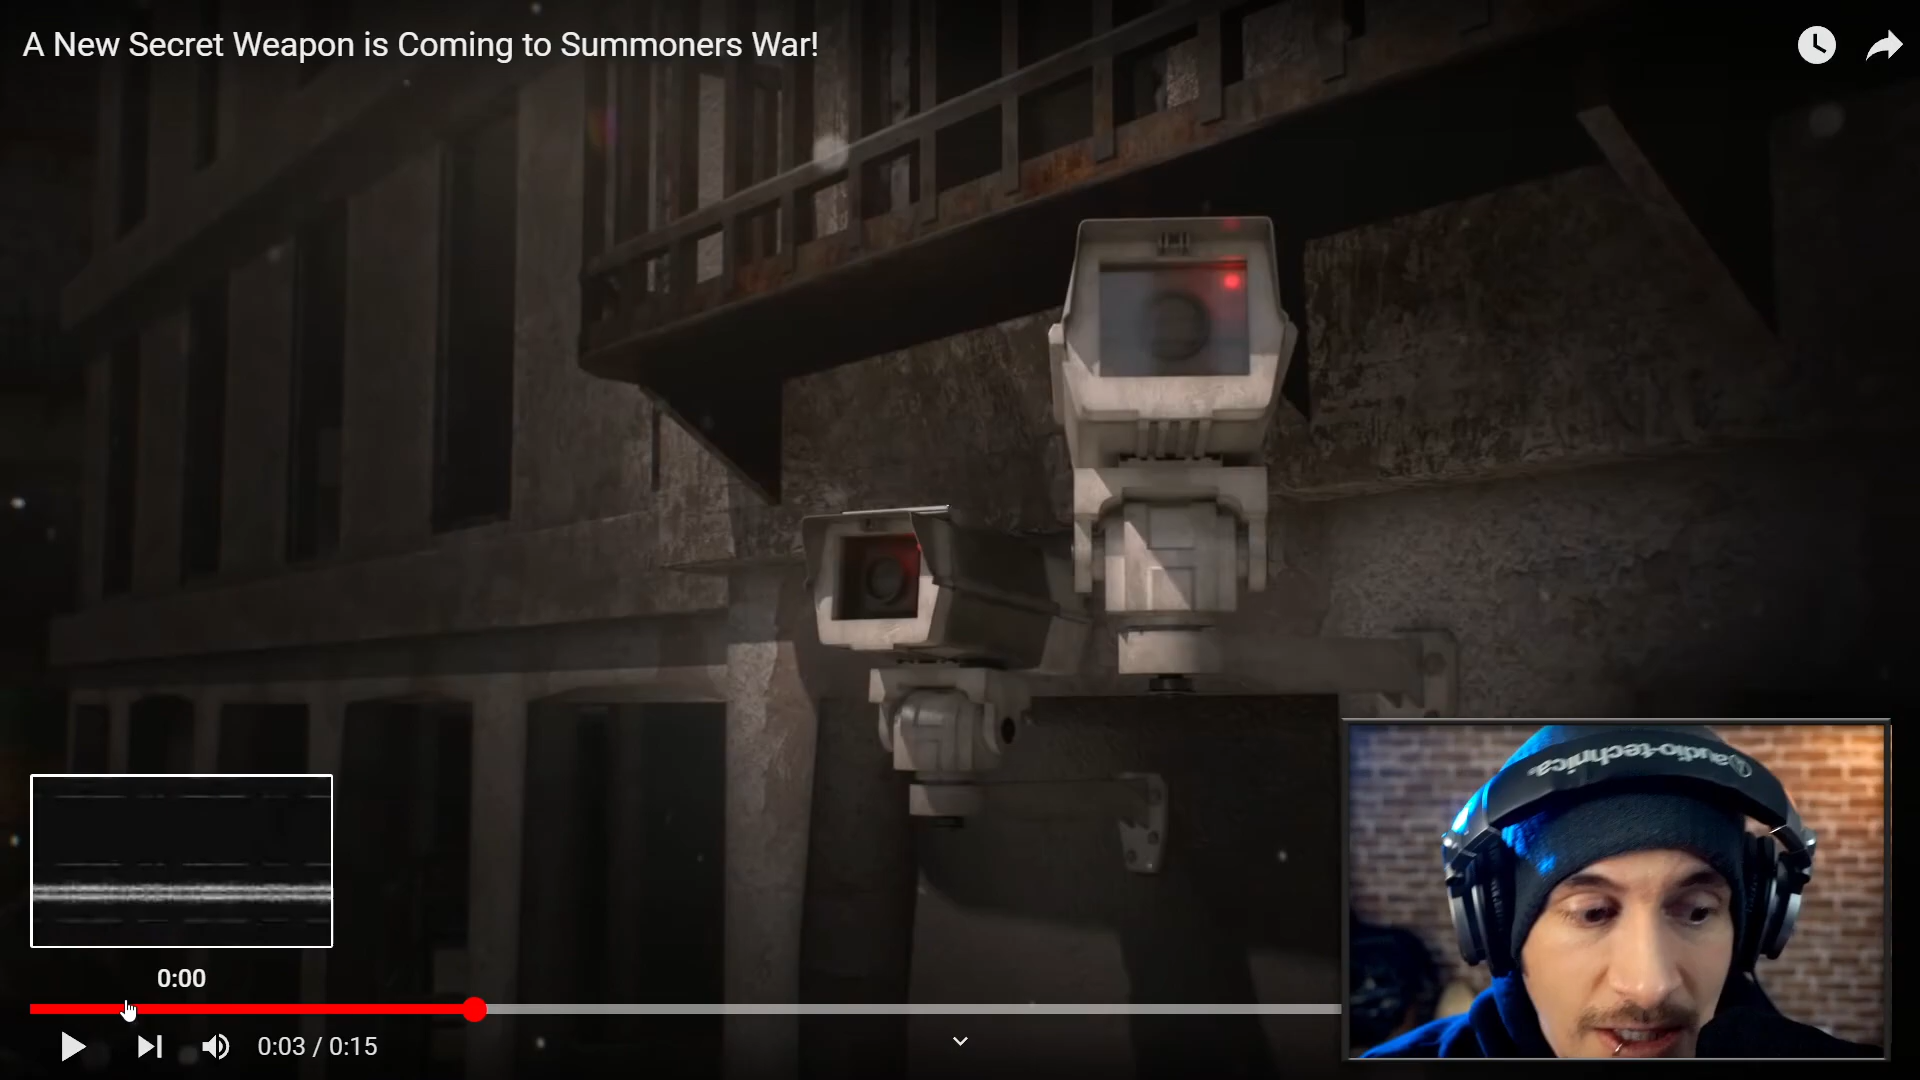 A New Secret Weapon is Coming to Summoners War!
audio-technica.
0:00
0:03 / 0:15